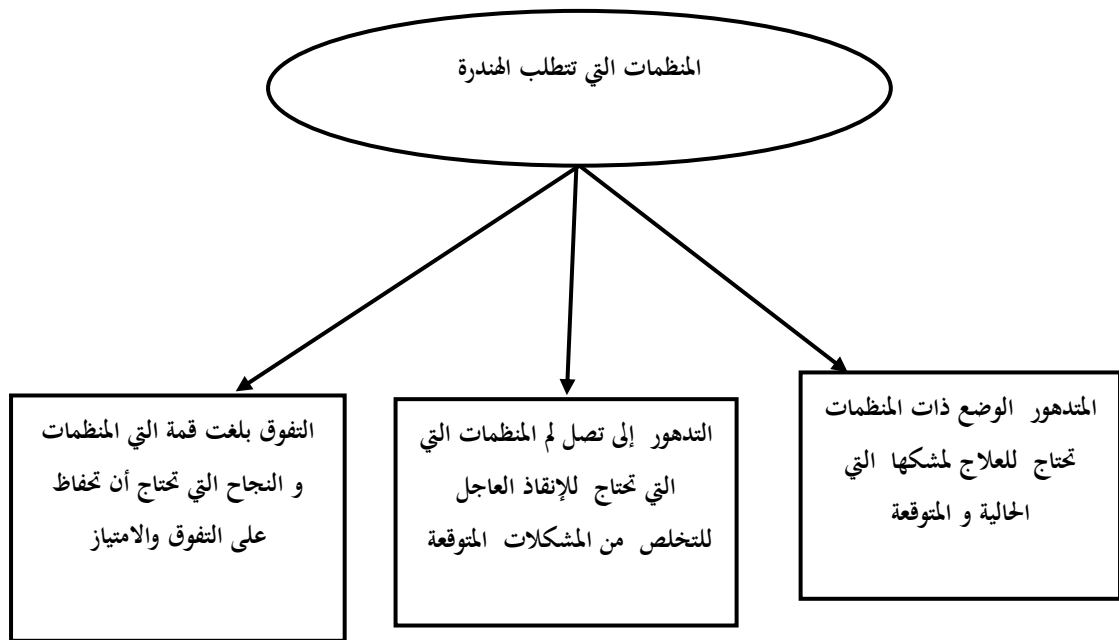 المنظمات التي تتطلب الهندرة
المتدهور الوضع ذات المنظمات
تحتاج للعلاج لمشكها التي
الحالية و المتوقعة
التدهور إلى تصل لم المنظمات التي
التي تحتاج للإنقاذ العاجل
للتخلص من المشكلات المتوقعة
التفوق بلغت قمة التي المنظمات
و النجاح التي تحتاج أن تحفاظ
على التفوق والامتياز